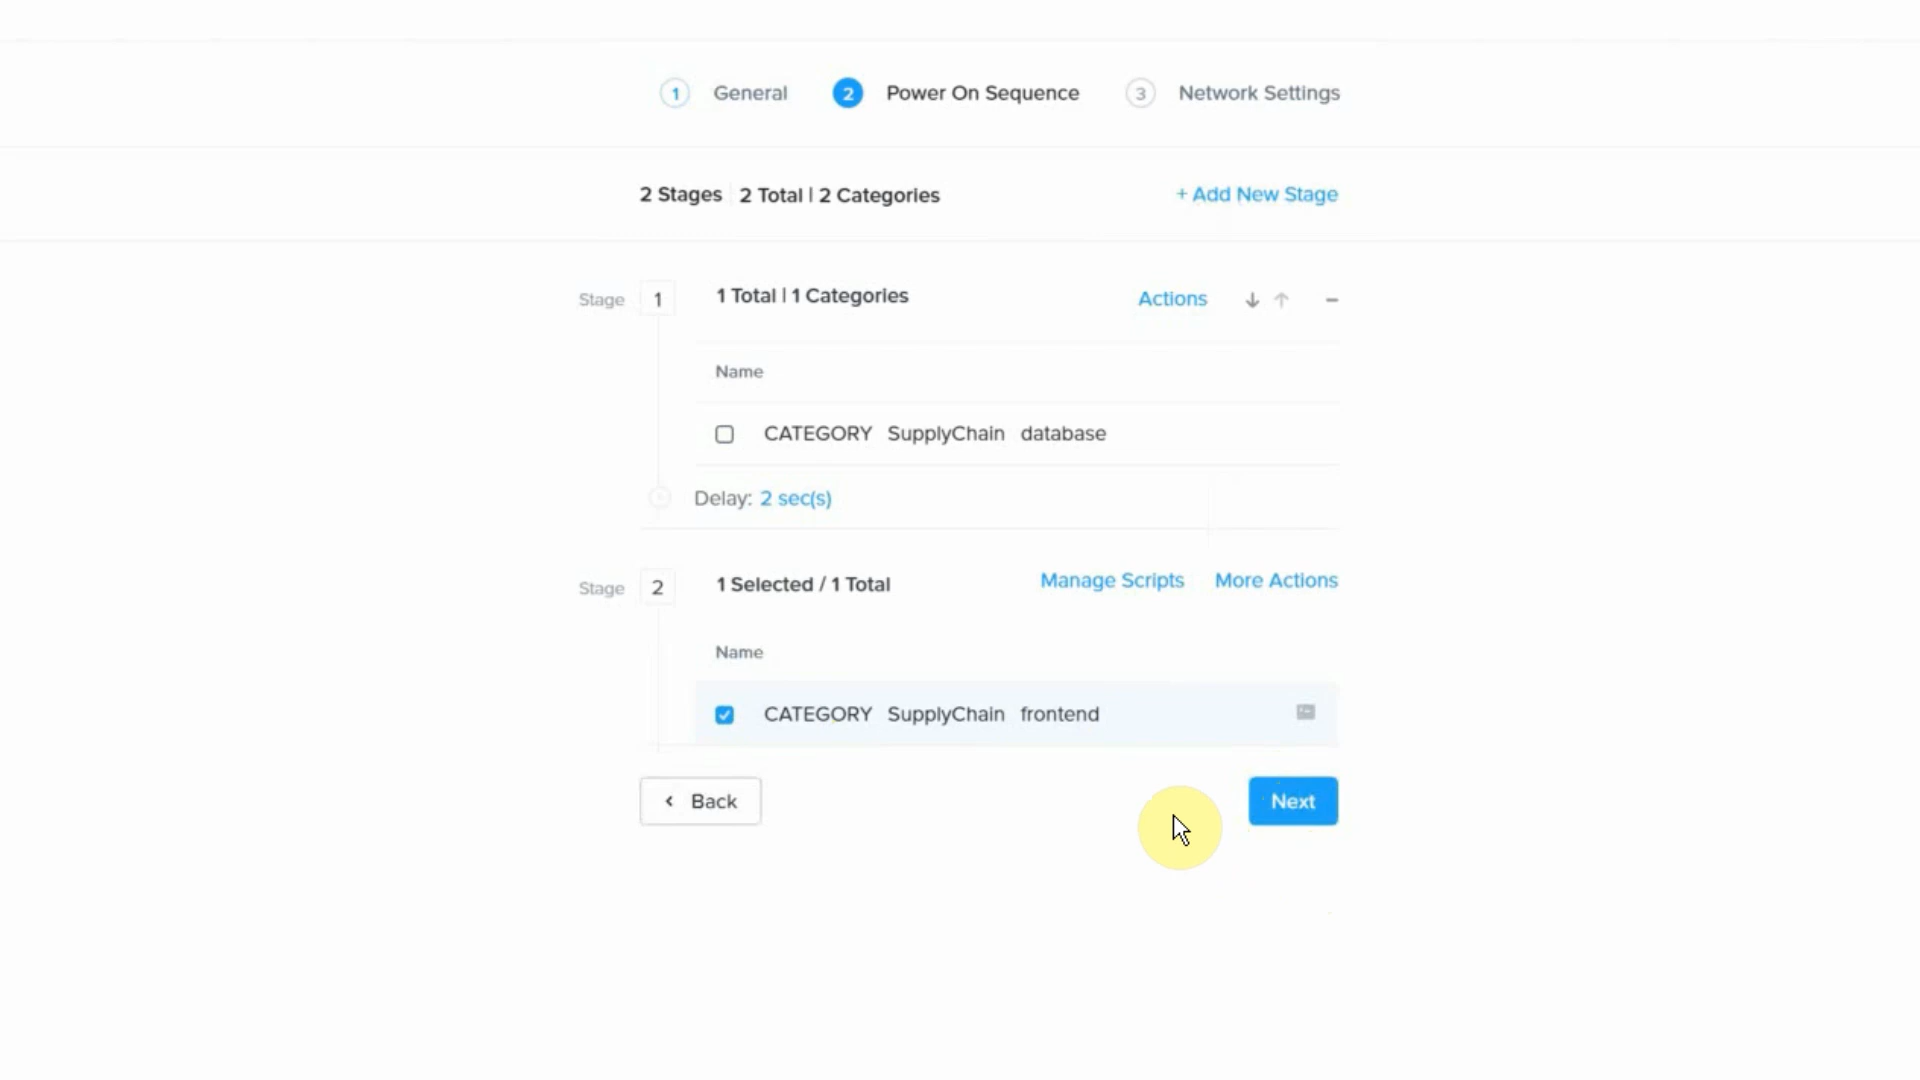 1 General 2 Power On Sequence 3 Network Settings
2 Stages 2 Total | 2 Categories + Add New Stage
Stage 1 1 Total | 1 Categories Actions
Name
CATEGORY SupplyChain database
Delay: 2 sec(s)
Stage 2 1 Selected / 1 Total Manage Scripts More Actions
Name
CATEGORY SupplyChain frontend
Back Next